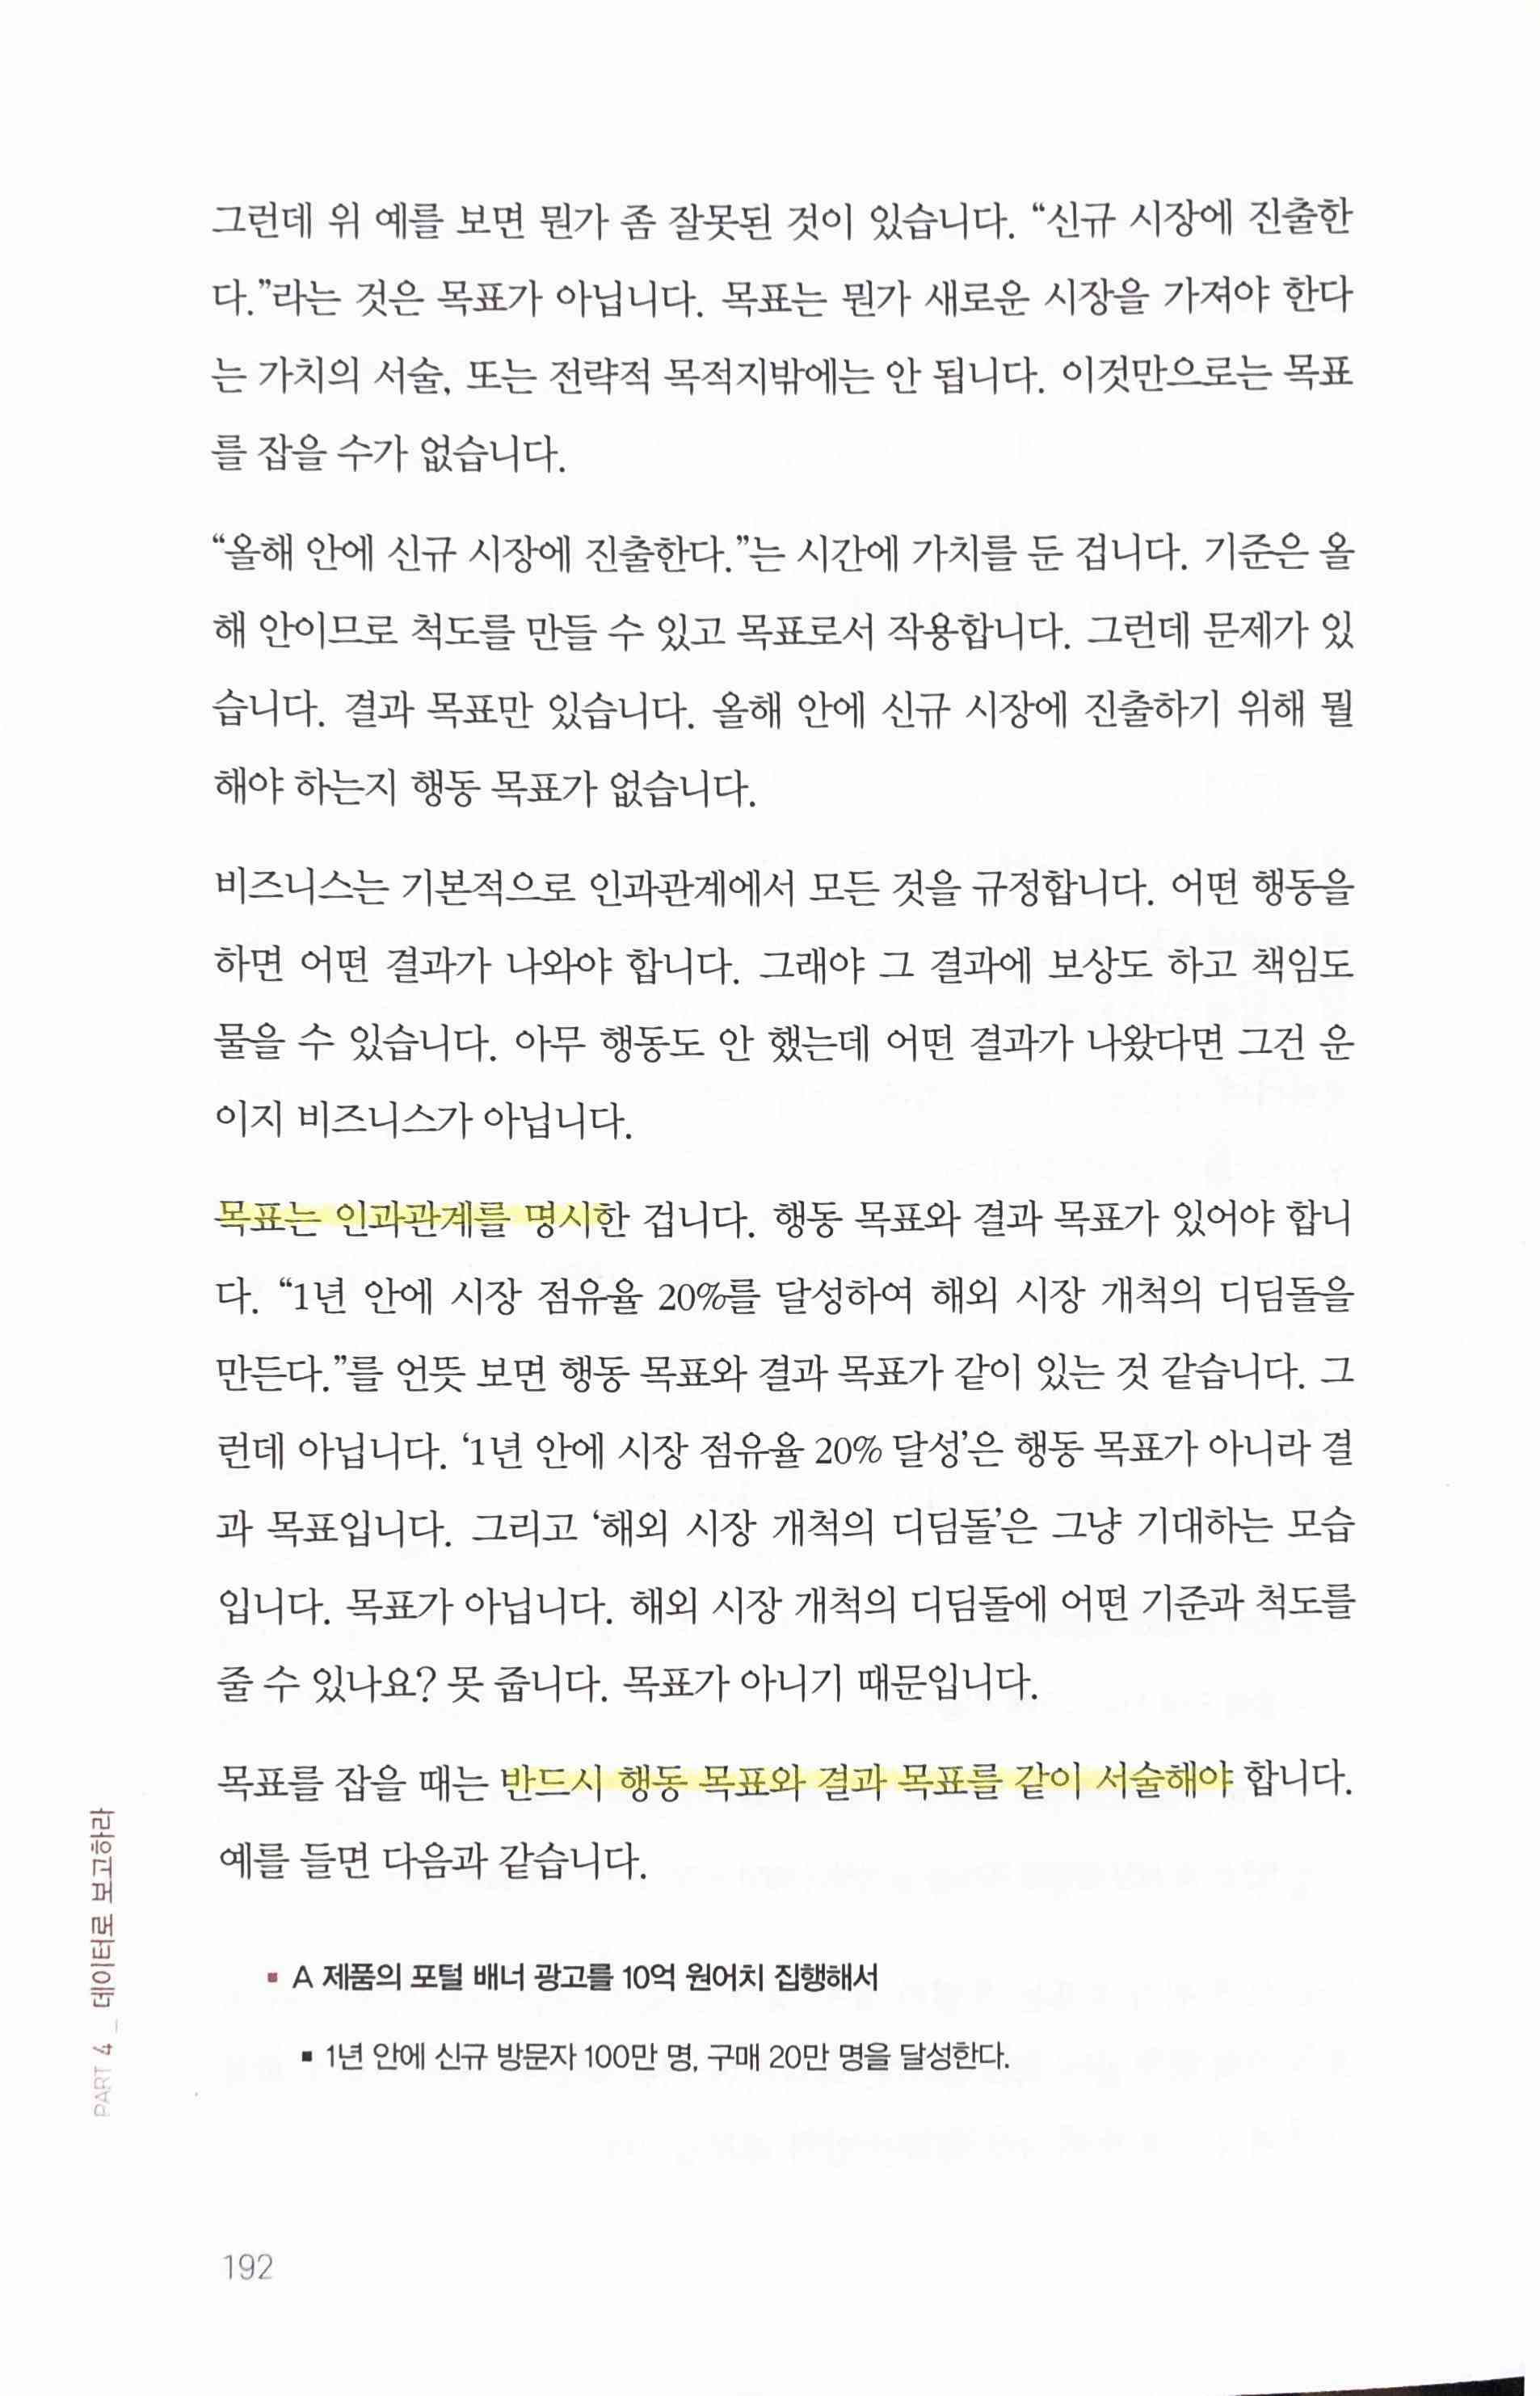 그런데 위 예를 보면 뭔가 좀 잘못된 것이 있습니다. “신규 시장에 진출한
다.”라는 것은 목표가 아닙니다. 목표는 뭔가 새로운 시장을 가져야 한다
는 가치의 서술, 또는 전략적 목적지밖에는 안 됩니다. 이것만으로는 목표
를 잡을 수가 없습니다.
“올해 안에 신규 시장에 진출한다.”는 시간에 가치를 둔 겁니다. 기준은 올
해 안이므로 척도를 만들 수 있고 목표로서 작용합니다. 그런데 문제가 있
습니다. 결과 목표만 있습니다. 올해 안에 신규 시장에 진출하기 위해 뭘
해야 하는지 행동 목표가 없습니다.
비즈니스는 기본적으로 인과관계에서 모든 것을 규정합니다. 어떤 행동을
하면 어떤 결과가 나와야 합니다. 그래야 그 결과에 보상도 하고 책임도
물을 수 있습니다. 아무 행동도 안 했는데 어떤 결과가 나왔다면 그건 운
이지 비즈니스가 아닙니다.
목표는 인과관계를 명시한 겁니다. 행동 목표와 결과 목표가 있어야 합니
다. “1년 안에 시장 점유율 20%를 달성하여 해외 시장 개척의 디딤돌을
만든다.”를 언뜻 보면 행동 목표와 결과 목표가 같이 있는 것 같습니다. 그
런데 아닙니다. ‘1년 안에 시장 점유율 20% 달성’은 행동 목표가 아니라 결
과 목표입니다. 그리고 ‘해외 시장 개척의 디딤돌’은 그냥 기대하는 모습
입니다. 목표가 아닙니다. 해외 시장 개척의 디딤돌에 어떤 기준과 척도를
줄 수 있나요? 못 줍니다. 목표가 아니기 때문입니다.
목표를 잡을 때는 반드시 행동 목표와 결과 목표를 같이 서술해야 합니다.
예를 들면 다음과 같습니다.
▪ A 제품의 포털 배너 광고를 10억 원어치 집행해서
▪ 1년 안에 신규 방문자 100만 명, 구매 20만 명을 달성한다.
PART 4 _ 데이터로 보고하라
192